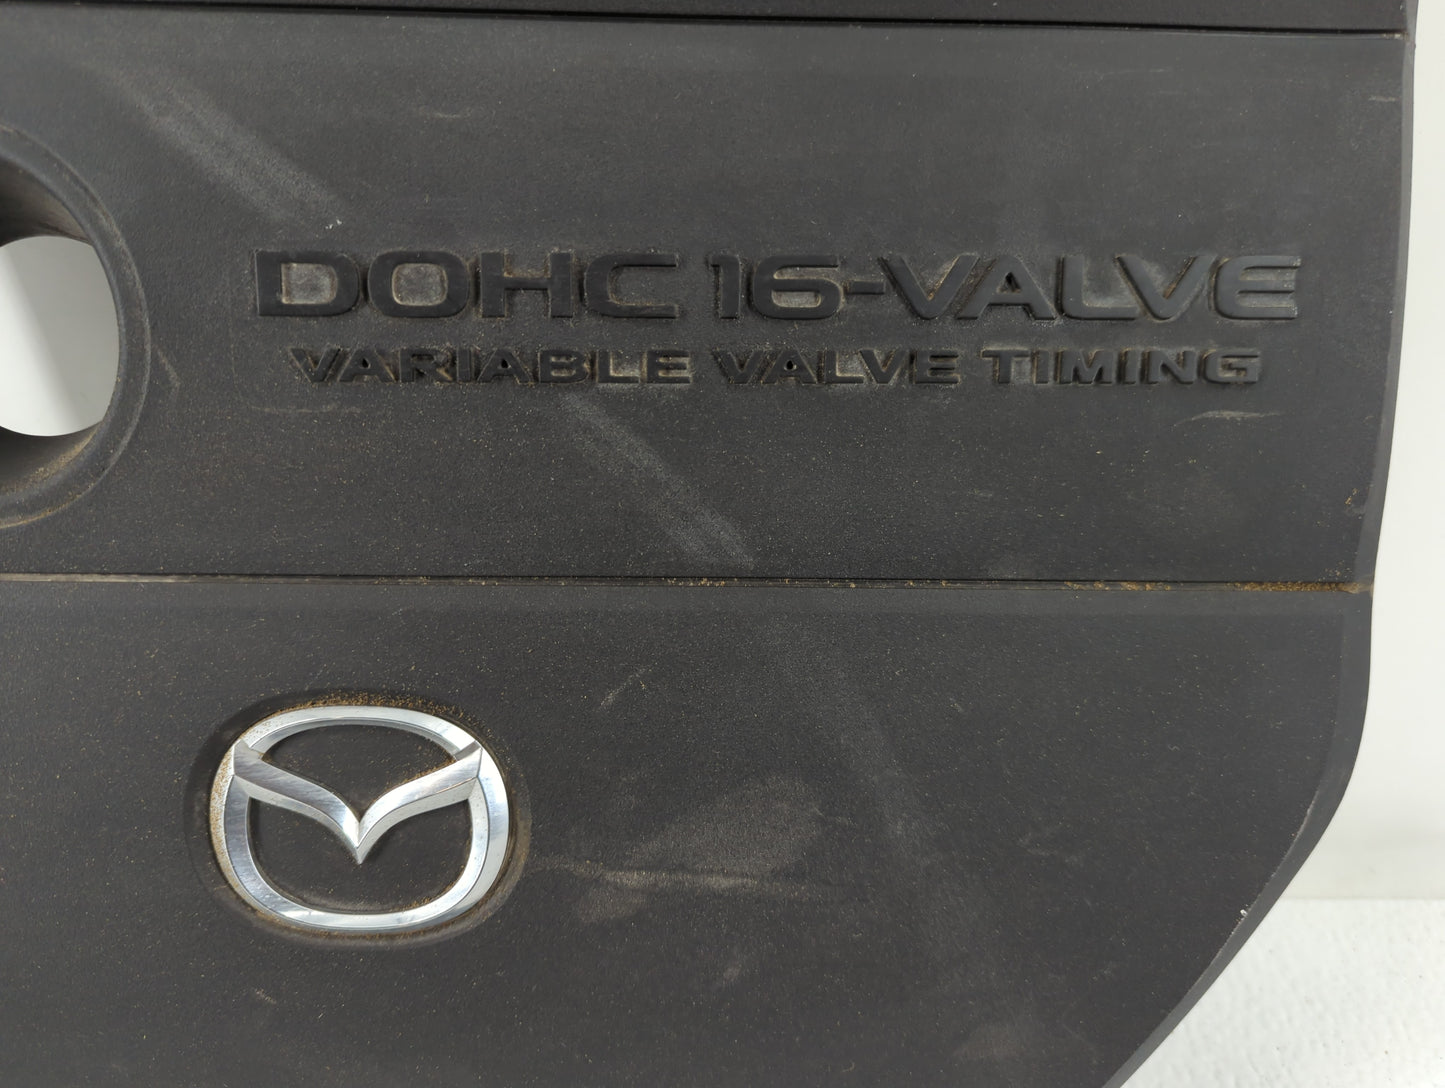 DOHC 16-VALVE
VARIABLE VALVE TIMING